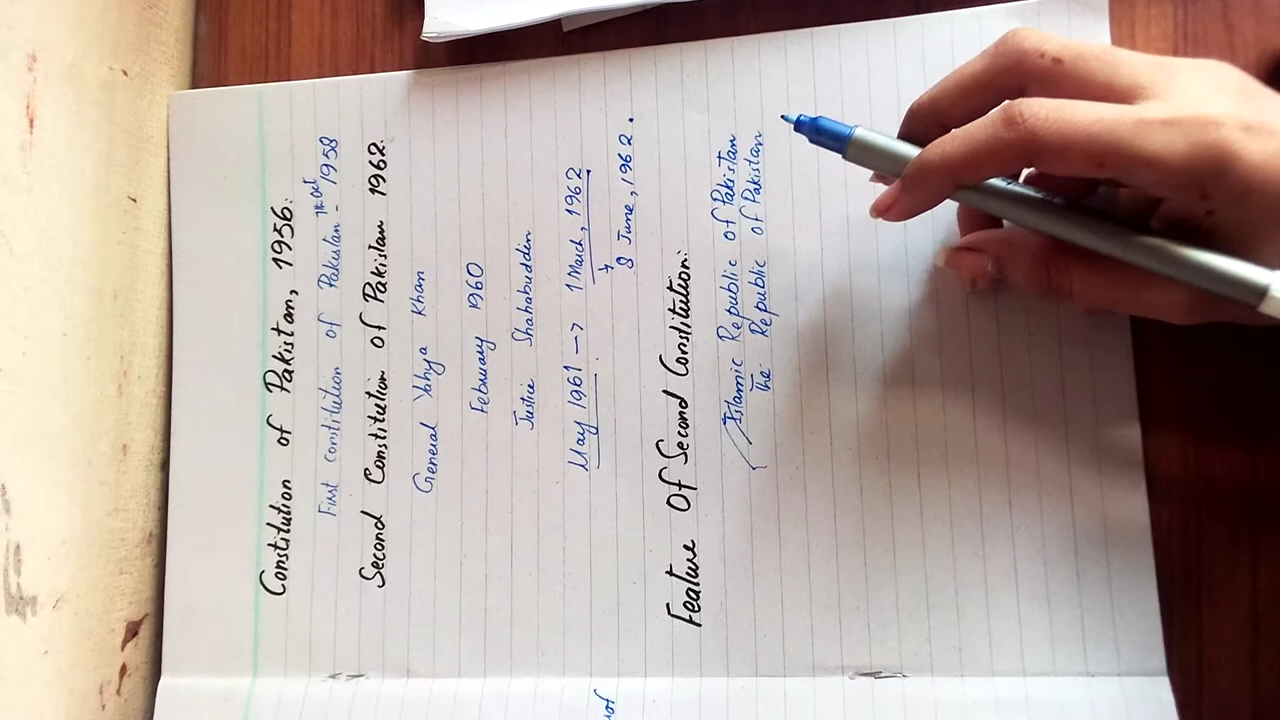 Constitution of Pakistan, 1956.
First constitution of Pakistan - 7th Oct 1958
Second Constitution of Pakistan 1962.
General Yahya Khan
February 1960
Justice Shahabuddin
May 1961 → 1 March, 1962
↳ 8 June, 1962.
Feature Of Second Constitution:
Islamic Republic of Pakistan
The Republic of Pakistan